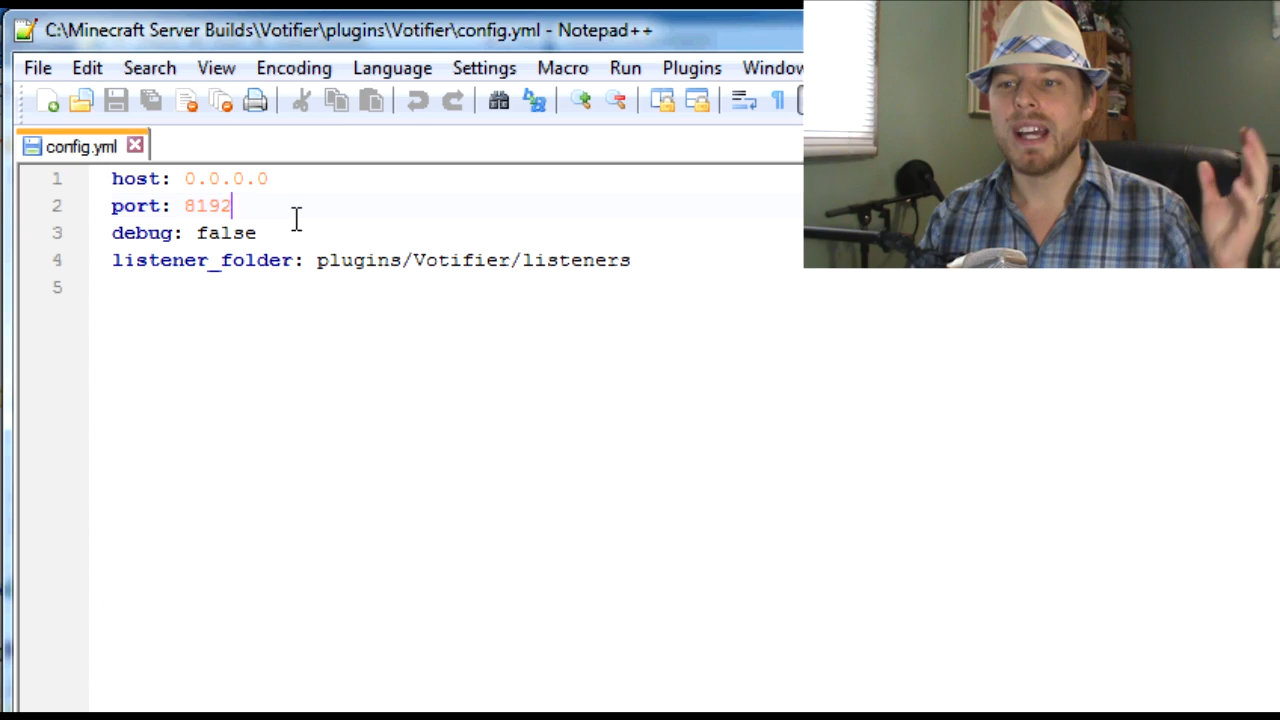 C:\Minecraft Server Builds\Votifier\plugins\Votifier\config.yml - Notepad++
File Edit Search View Encoding Language Settings Macro Run Plugins Window
config.yml
1 host: 0.0.0.0
2 port: 8192
3 debug: false
4 listener_folder: plugins/Votifier/listeners
5